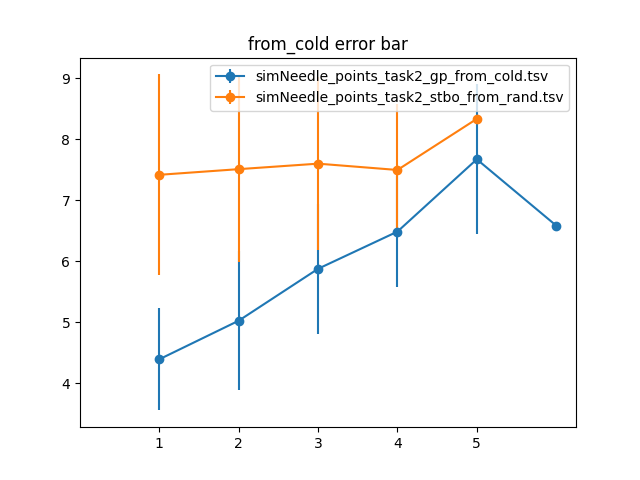 from_cold error bar
simNeedle_points_task2_gp_from_cold.tsv
simNeedle_points_task2_stbo_from_rand.tsv
9
8
7
6
5
4
1 2 3 4 5